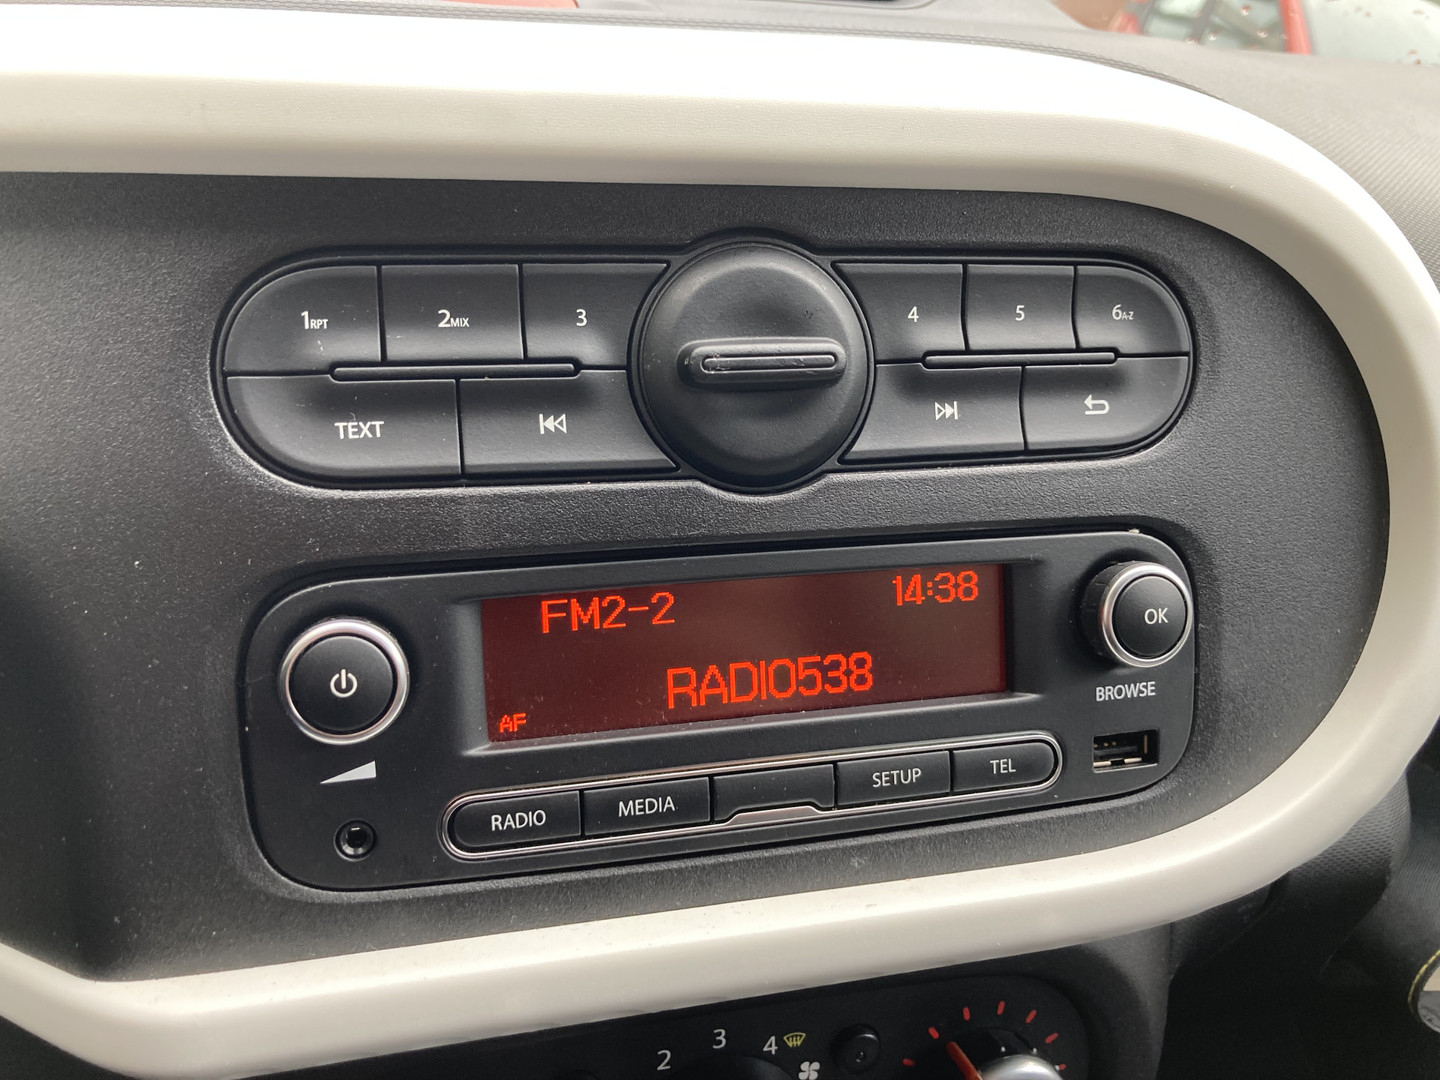 1RPT 2MIX 3 4 5 6A-Z
TEXT
FM2-2 14:38
RADIO538
AF
OK
BROWSE
RADIO MEDIA SETUP TEL
2 3 4